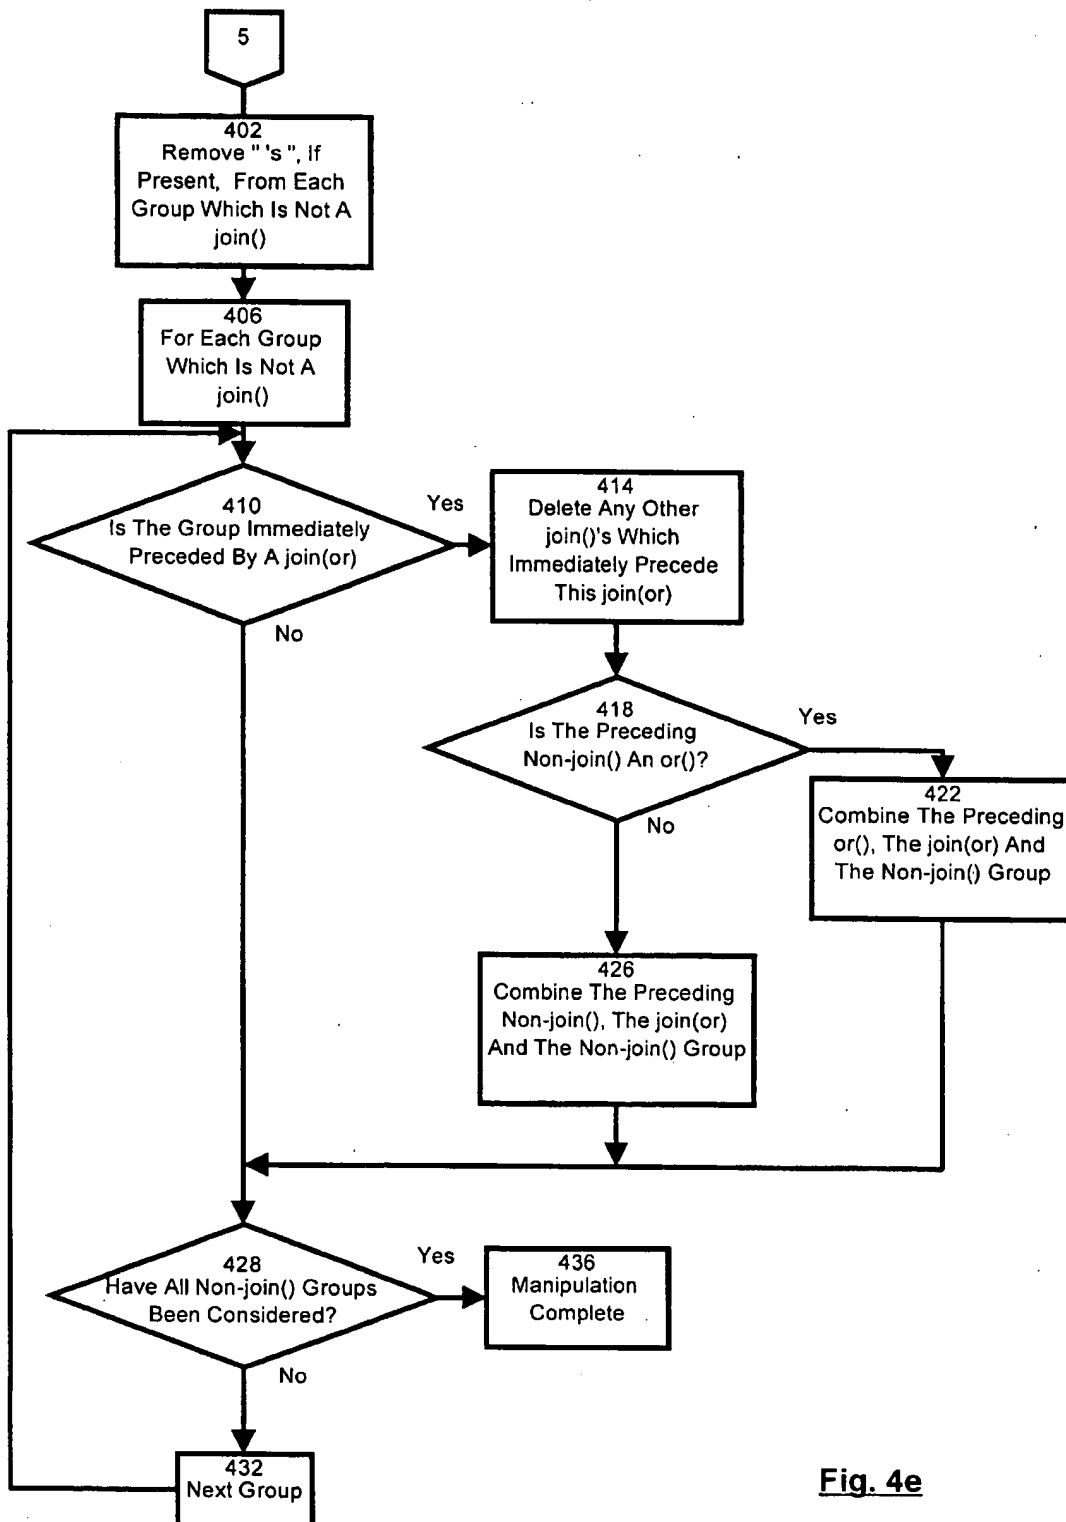 5
402
Remove " 's ", If
Present, From Each
Group Which Is Not A
join()
406
For Each Group
Which Is Not A
join()
410
Is The Group Immediately
Preceded By A join(or)
Yes
No
414
Delete Any Other
join()'s Which
Immediately Precede
This join(or)
418
Is The Preceding
Non-join() An or()?
Yes
No
422
Combine The Preceding
or(), The join(or) And
The Non-join() Group
426
Combine The Preceding
Non-join(), The join(or)
And The Non-join() Group
428
Have All Non-join() Groups
Been Considered?
Yes
No
436
Manipulation
Complete
432
Next Group
Fig. 4e